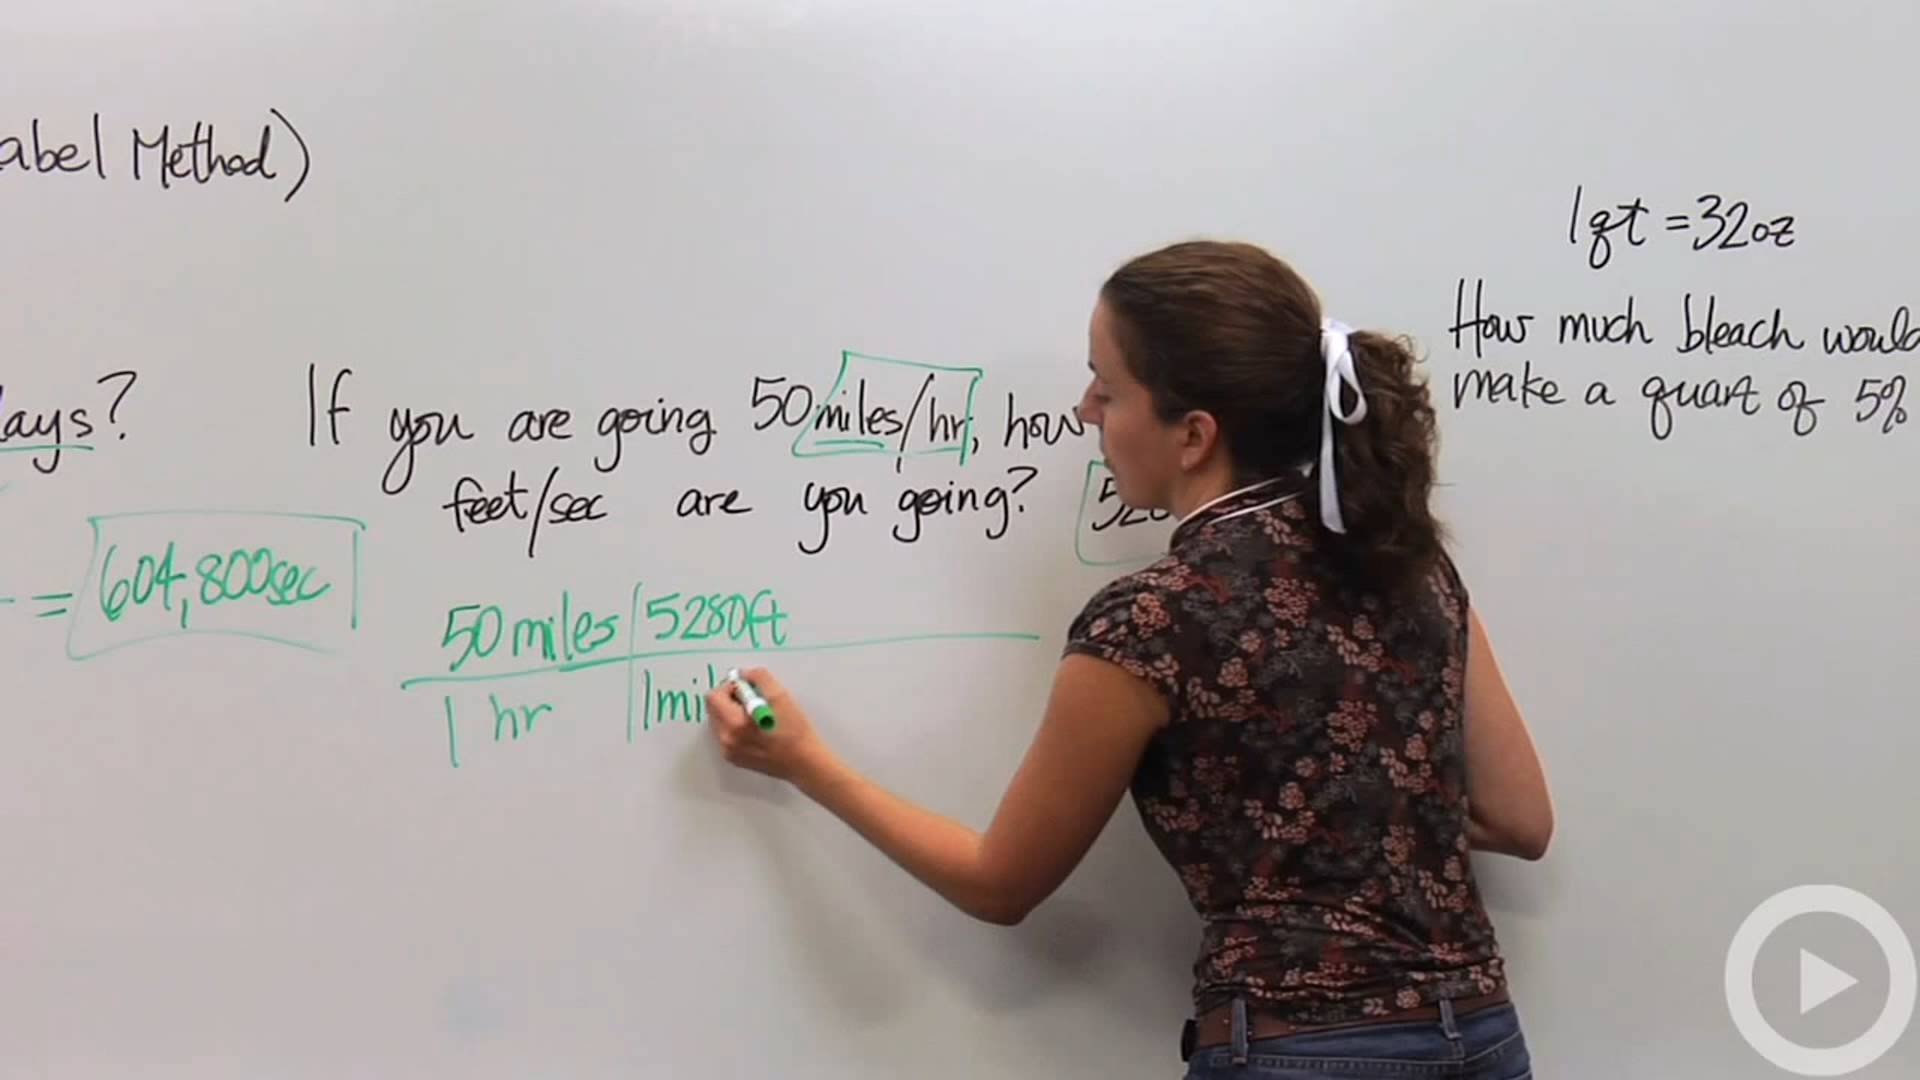 abel Method)
1qt = 32oz
How much bleach would
make a quart of 5%
ays?
If you are going 50 miles/hr, how
feet/sec are you going?
= 604,800sec
50 miles 5280ft
1 hr